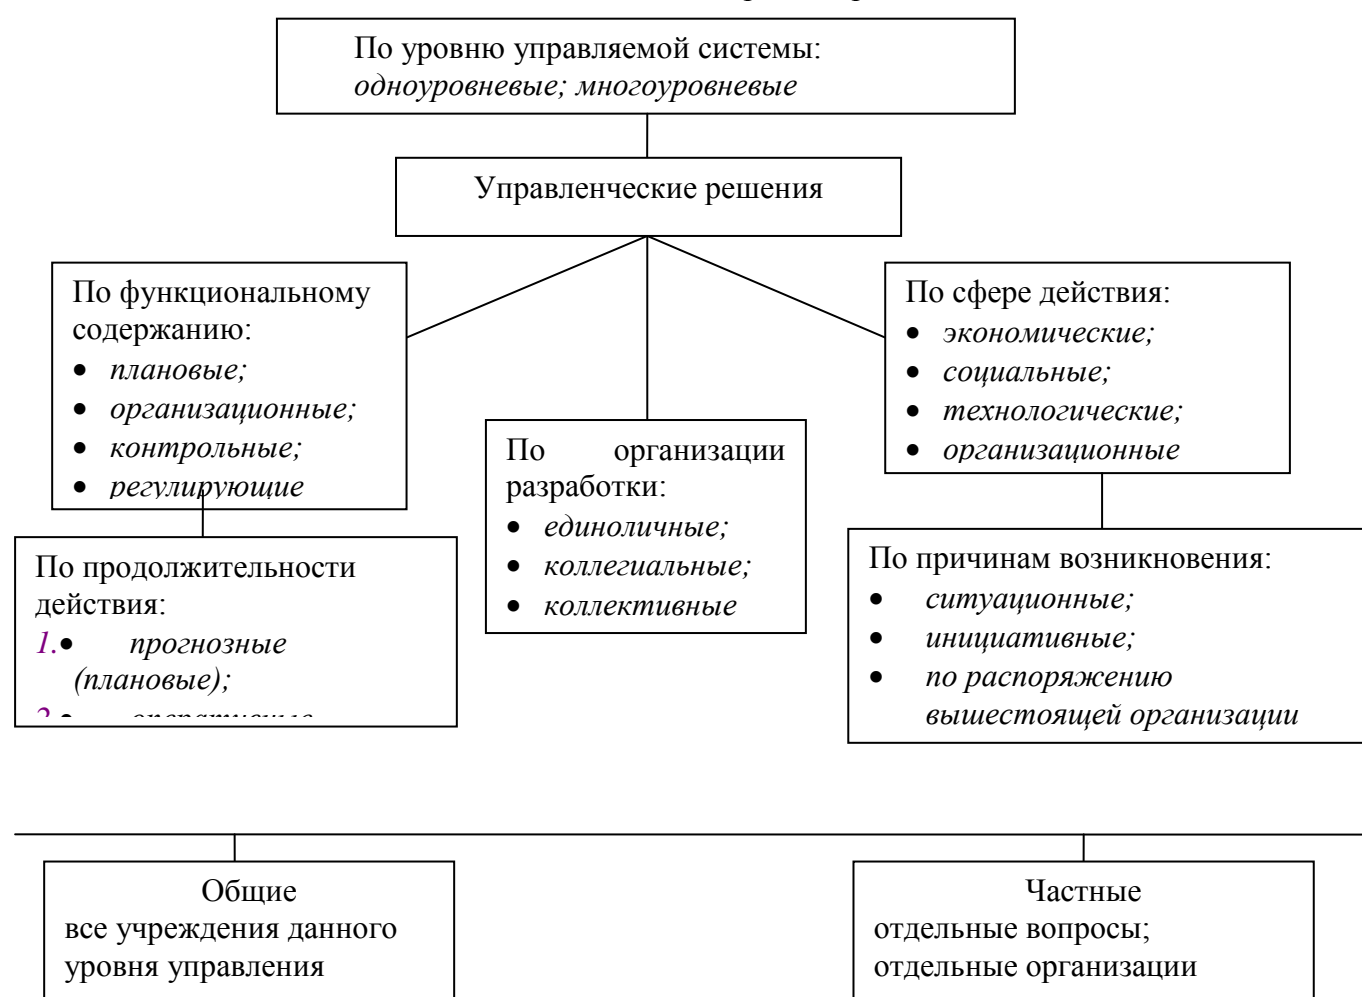 По уровню управляемой системы:
одноуровневые; многоуровневые
Управленческие решения
По функциональному
содержанию:
• плановые;
• организационные;
• контрольные;
• регулирующие
По сфере действия:
• экономические;
• социальные;
• технологические;
• организационные
По организации
разработки:
• единоличные;
• коллегиальные;
• коллективные
По продолжительности
действия:
1.• прогнозные
(плановые);
По причинам возникновения:
• ситуационные;
• инициативные;
• по распоряжению
вышестоящей организации
Общие
все учреждения данного
уровня управления
Частные
отдельные вопросы;
отдельные организации